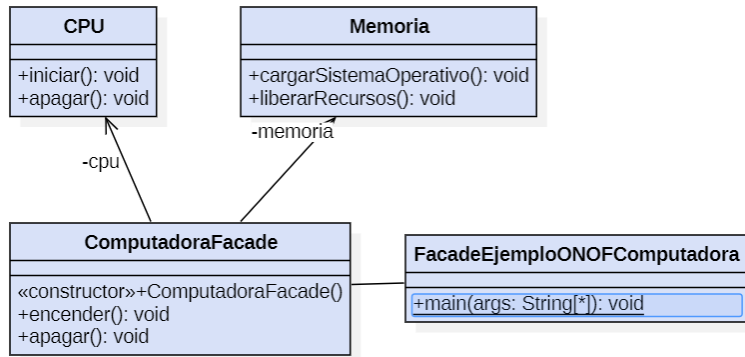 CPU
+iniciar(): void
+apagar(): void
Memoria
+cargarSistemaOperativo(): void
+liberarRecursos(): void
-cpu
-memoria
ComputadoraFacade
«constructor»+ComputadoraFacade()
+encender(): void
+apagar(): void
FacadeEjemploONOFComputadora
+main(args: String[*]): void